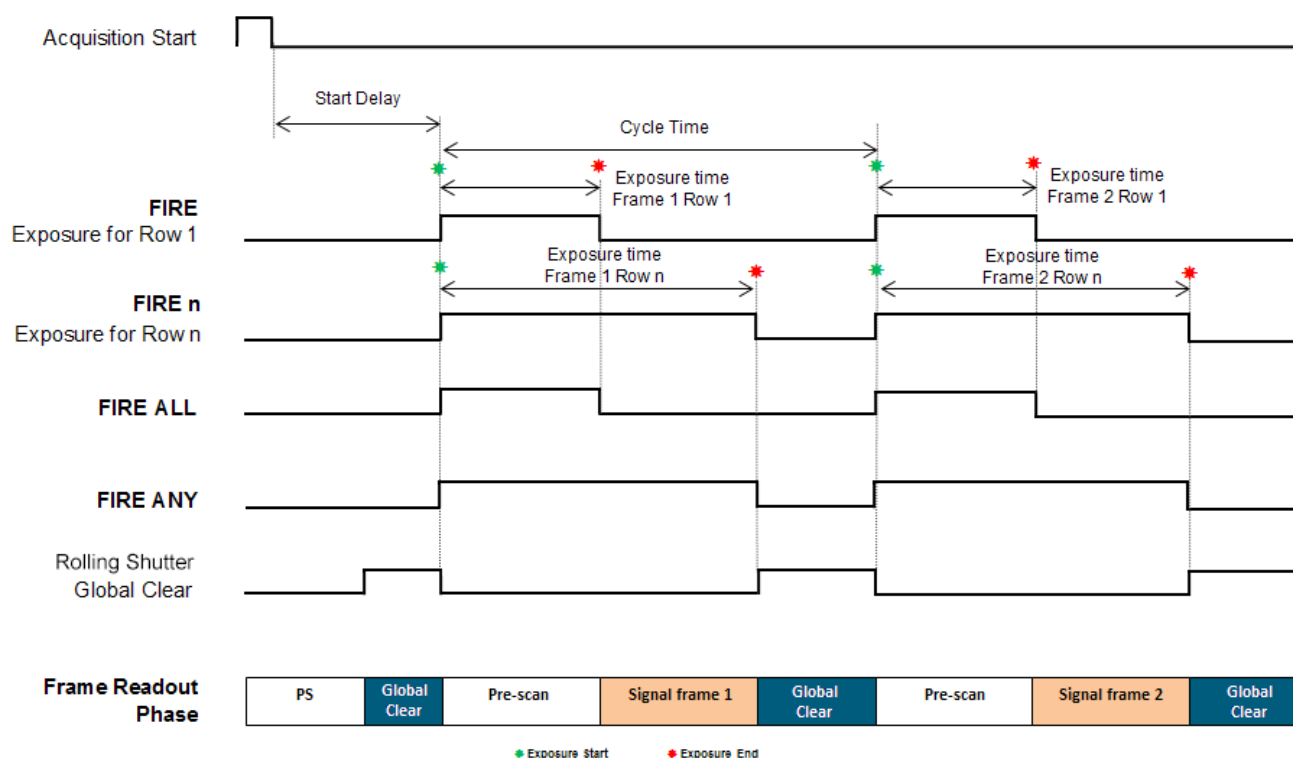 Acquisition Start
Start Delay
Cycle Time
FIRE
Exposure for Row 1
Exposure time
Frame 1 Row 1
Exposure time
Frame 2 Row 1
FIRE n
Exposure for Row n
Exposure time
Frame 1 Row n
Exposure time
Frame 2 Row n
FIRE ALL
FIRE ANY
Rolling Shutter
Global Clear
Frame Readout
Phase
PS
Global
Clear
Pre-scan
Signal frame 1
Global
Clear
Pre-scan
Signal frame 2
Global
Clear
Exposure Start
Exposure End